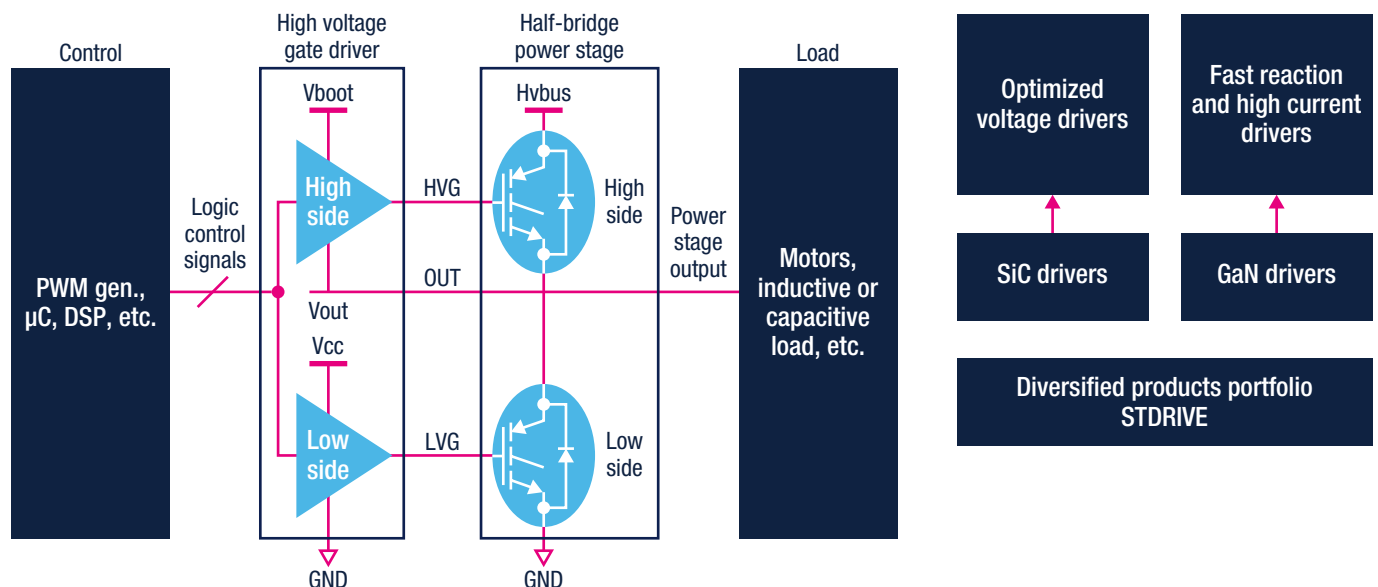 Control
High voltage
gate driver
Half-bridge
power stage
Load
PWM gen.,
µC, DSP, etc.
Logic
control
signals
Vboot
High
side
HVG
OUT
Vout
Vcc
Low
side
LVG
GND
Hvbus
High
side
Low
side
GND
Power
stage
output
Motors,
inductive or
capacitive
load, etc.
Optimized
voltage drivers
Fast reaction
and high current
drivers
SiC drivers
GaN drivers
Diversified products portfolio
STDRIVE